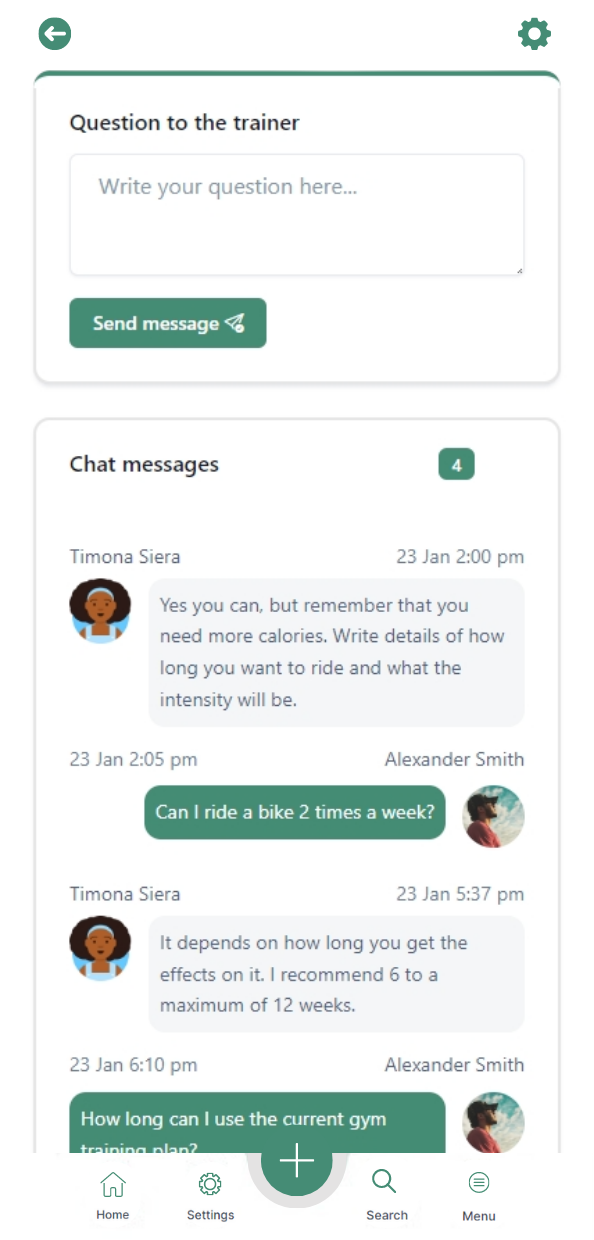 Question to the trainer
Write your question here...
Send message
Chat messages
4
Timona Siera
23 Jan 2:00 pm
Yes you can, but remember that you
need more calories. Write details of how
long you want to ride and what the
intensity will be.
23 Jan 2:05 pm
Alexander Smith
Can I ride a bike 2 times a week?
Timona Siera
23 Jan 5:37 pm
It depends on how long you get the
effects on it. I recommend 6 to a
maximum of 12 weeks.
23 Jan 6:10 pm
Alexander Smith
How long can I use the current gym
training plan?
Home
Settings
Search
Menu